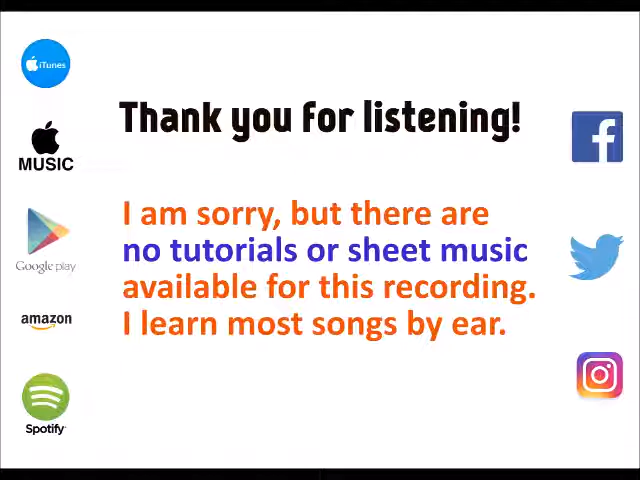 iTunes
Thank you for listening!
MUSIC
I am sorry, but there are
no tutorials or sheet music
available for this recording.
I learn most songs by ear.
Google play
amazon
Spotify